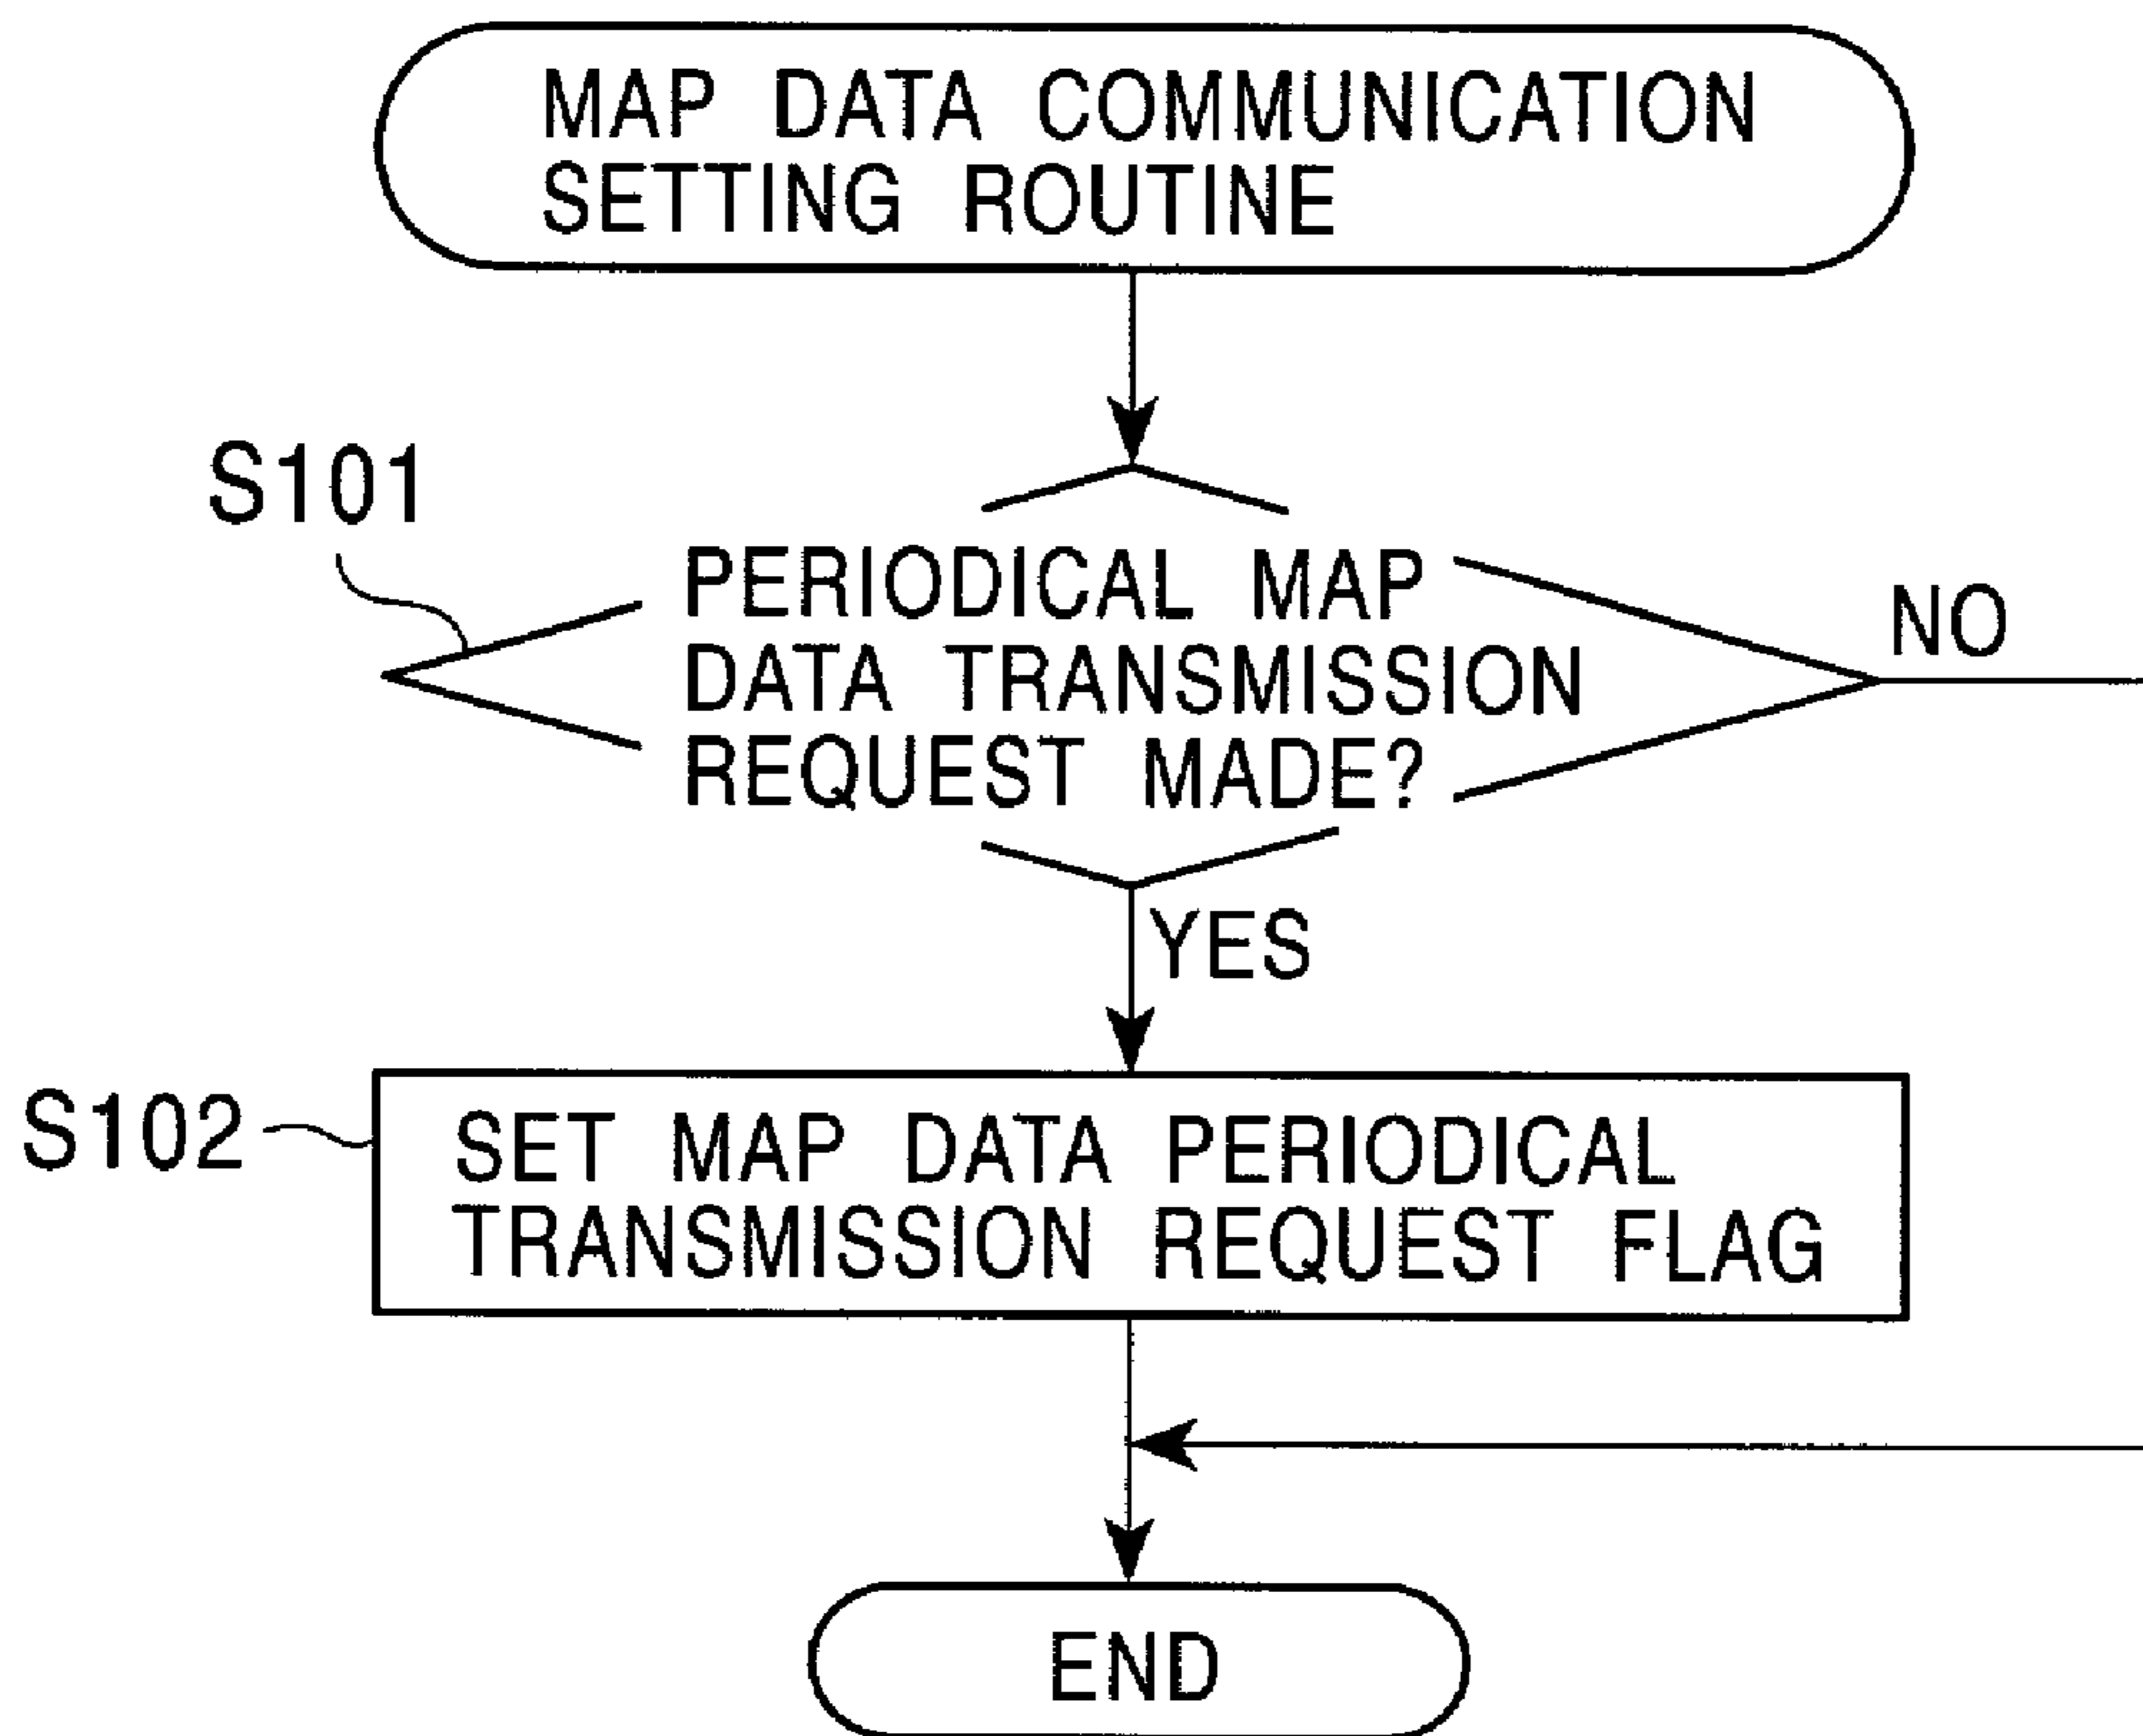 MAP DATA COMMUNICATION
SETTING ROUTINE
S101
PERIODICAL MAP
DATA TRANSMISSION
REQUEST MADE?
NO
YES
S102
SET MAP DATA PERIODICAL
TRANSMISSION REQUEST FLAG
END